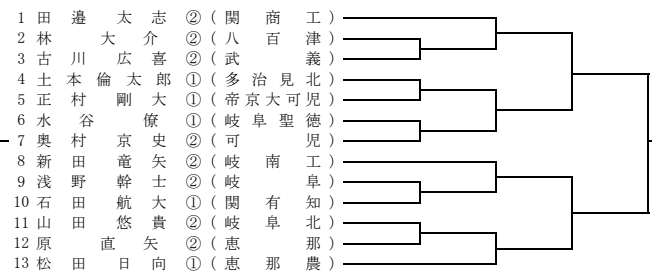 1 田邉太志 ② (関商工)
2 林大介 ② (八百津)
3 古川広喜 ② (武義)
4 土本倫太郎 ① (多治見北)
5 正村剛大 ① (帝京大可児)
6 水谷僚 ① (岐阜聖徳)
7 奥村京史 ② (可児)
8 新田竜矢 ② (岐南工)
9 浅野幹士 ② (岐阜)
10 石田航大 ① (関有知)
11 山田悠貴 ② (岐阜北)
12 原直矢 ② (恵那)
13 松田日向 ① (恵那農)